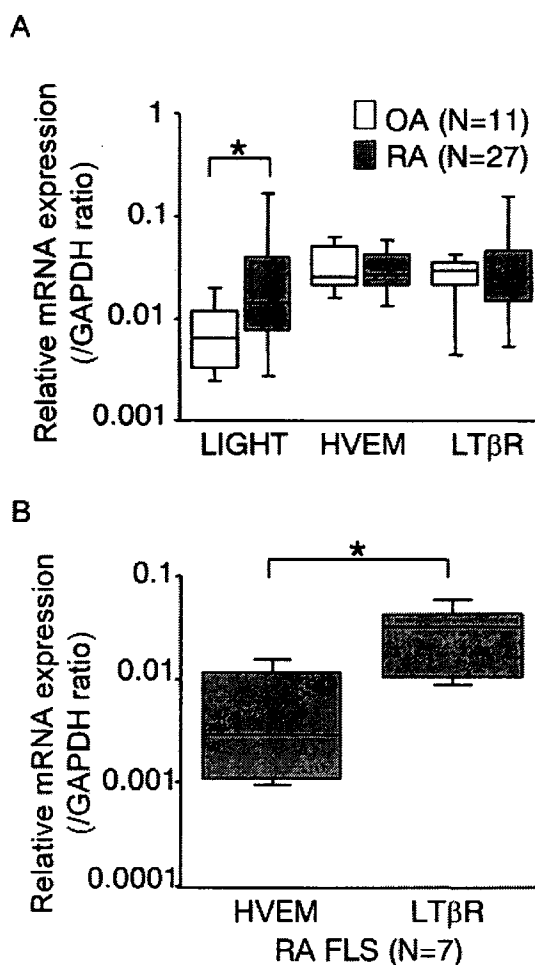 A
Relative mRNA expression
(/GAPDH ratio)
1
0.1
0.01
0.001
OA (N=11)
RA (N=27)
*
LIGHT HVEM LTβR
B
Relative mRNA expression
(/GAPDH ratio)
0.1
0.01
0.001
0.0001
*
HVEM LTβR
RA FLS (N=7)